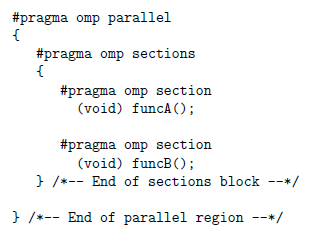 #pragma omp parallel
{
#pragma omp sections
{
#pragma omp section
(void) funcA();
#pragma omp section
(void) funcB();
} /*-- End of sections block --*/
} /*-- End of parallel region --*/